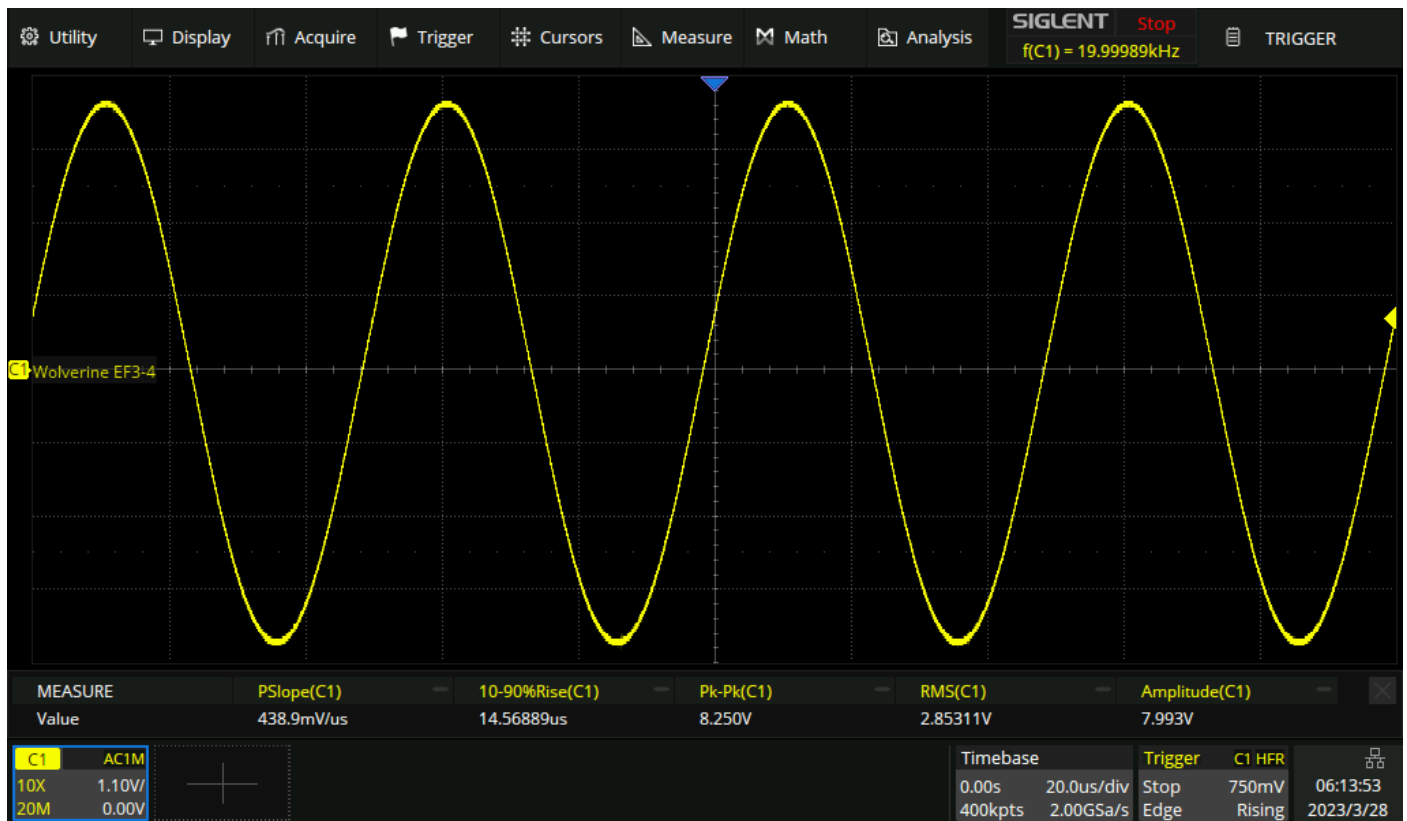 Utility Display Acquire Trigger Cursors Measure Math Analysis SIGLENT Stop TRIGGER
f(C1) = 19.99989kHz
C1 Wolverine EF3-4
MEASURE PSlope(C1) 10-90%Rise(C1) Pk-Pk(C1) RMS(C1) Amplitude(C1)
Value 438.9mV/us 14.56889us 8.250V 2.85311V 7.993V
C1 AC1M Timebase Trigger C1 HFR
10X 1.10V/ 0.00s 20.0us/div Stop 750mV 06:13:53
20M 0.00V 400kpts 2.00GSa/s Edge Rising 2023/3/28